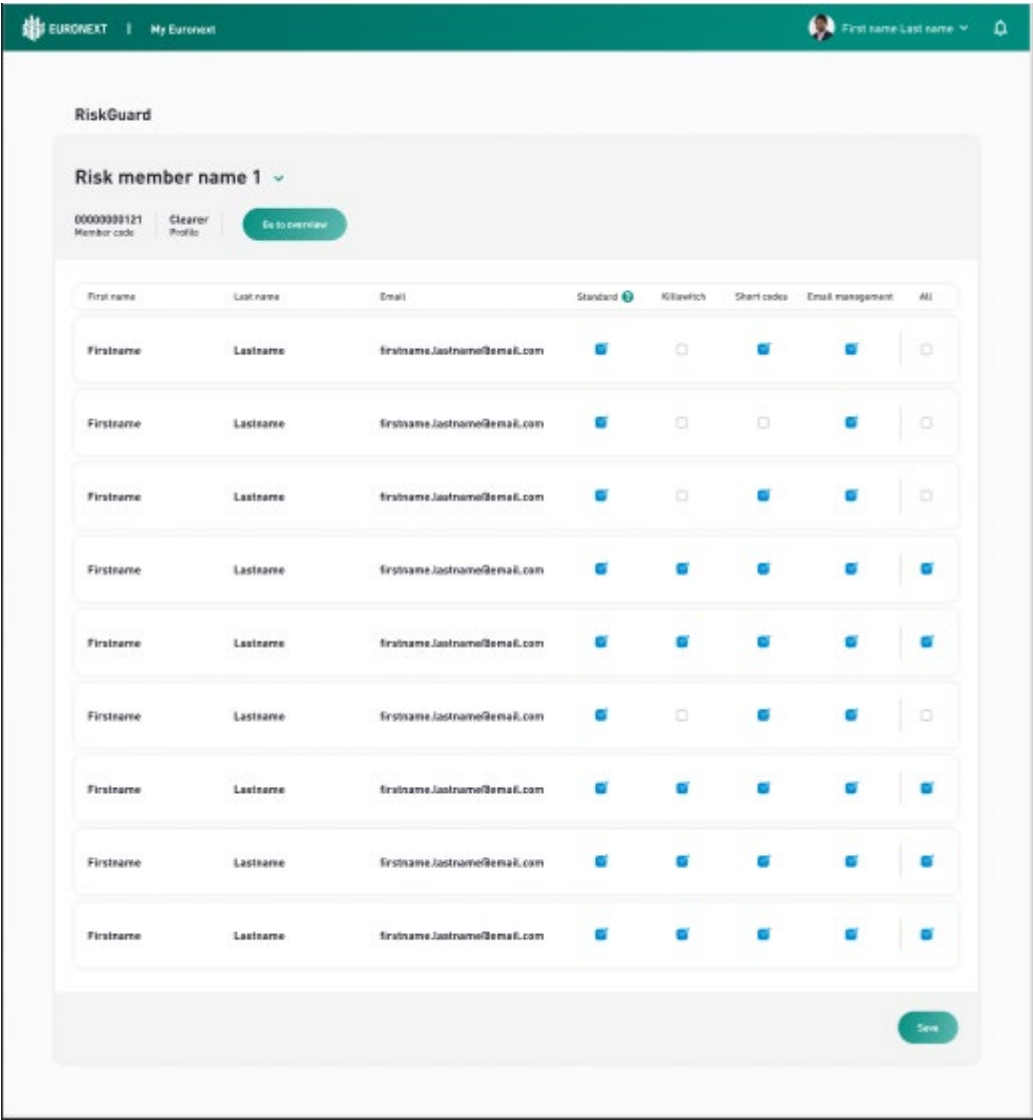 EURONEXT | My Euronext First name Last name
RiskGuard
Risk member name 1
00000000121 Clearer
Member code Profile
Go to overview
First name Last name Email Standard ? Killswitch Short codes Email management All
Firstname Lastname firstname.lastname@email.com
Firstname Lastname firstname.lastname@email.com
Firstname Lastname firstname.lastname@email.com
Firstname Lastname firstname.lastname@email.com
Firstname Lastname firstname.lastname@email.com
Firstname Lastname firstname.lastname@email.com
Firstname Lastname firstname.lastname@email.com
Firstname Lastname firstname.lastname@email.com
Firstname Lastname firstname.lastname@email.com
Save